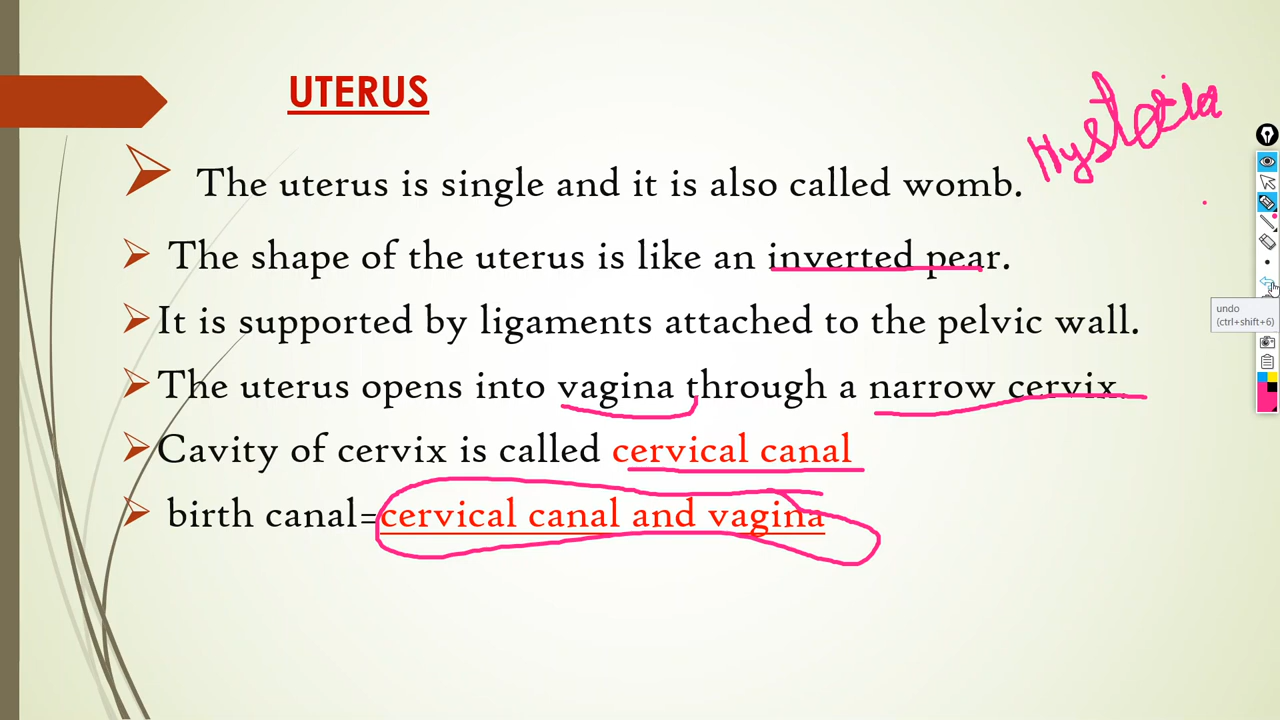 UTERUS
The uterus is single and it is also called womb.
The shape of the uterus is like an inverted pear.
It is supported by ligaments attached to the pelvic wall.
The uterus opens into vagina through a narrow cervix.
Cavity of cervix is called cervical canal
birth canal=cervical canal and vagina
undo
(ctrl+shift+6)